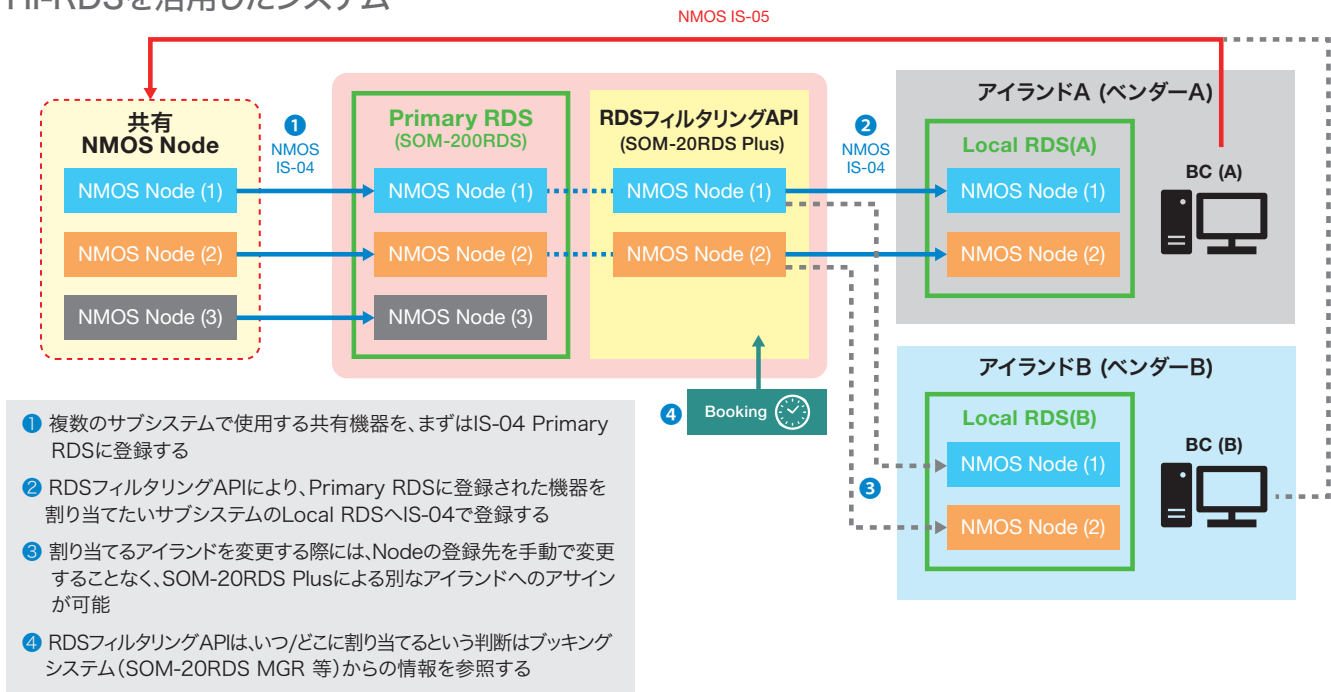 HI-RDSを活用したシステム
NMOS IS-05
共有
NMOS Node
NMOS Node (1)
NMOS Node (2)
NMOS Node (3)
❶
NMOS
IS-04
Primary RDS
(SOM-200RDS)
NMOS Node (1)
NMOS Node (2)
NMOS Node (3)
RDSフィルタリングAPI
(SOM-20RDS Plus)
NMOS Node (1)
NMOS Node (2)
❷
NMOS
IS-04
アイランドA (ベンダーA)
Local RDS(A)
NMOS Node (1)
NMOS Node (2)
BC (A)
❹
Booking
❸
アイランドB (ベンダーB)
Local RDS(B)
NMOS Node (1)
NMOS Node (2)
BC (B)
❶ 複数のサブシステムで使用する共有機器を、まずはIS-04 Primary
RDSに登録する
❷ RDSフィルタリングAPIにより、Primary RDSに登録された機器を
割り当てたいサブシステムのLocal RDSへIS-04で登録する
❸ 割り当てるアイランドを変更する際には、Nodeの登録先を手動で変更
することなく、SOM-20RDS Plusによる別なアイランドへのアサイン
が可能
❹ RDSフィルタリングAPIは、いつ/どこに割り当てるという判断はブッキング
システム(SOM-20RDS MGR 等)からの情報を参照する